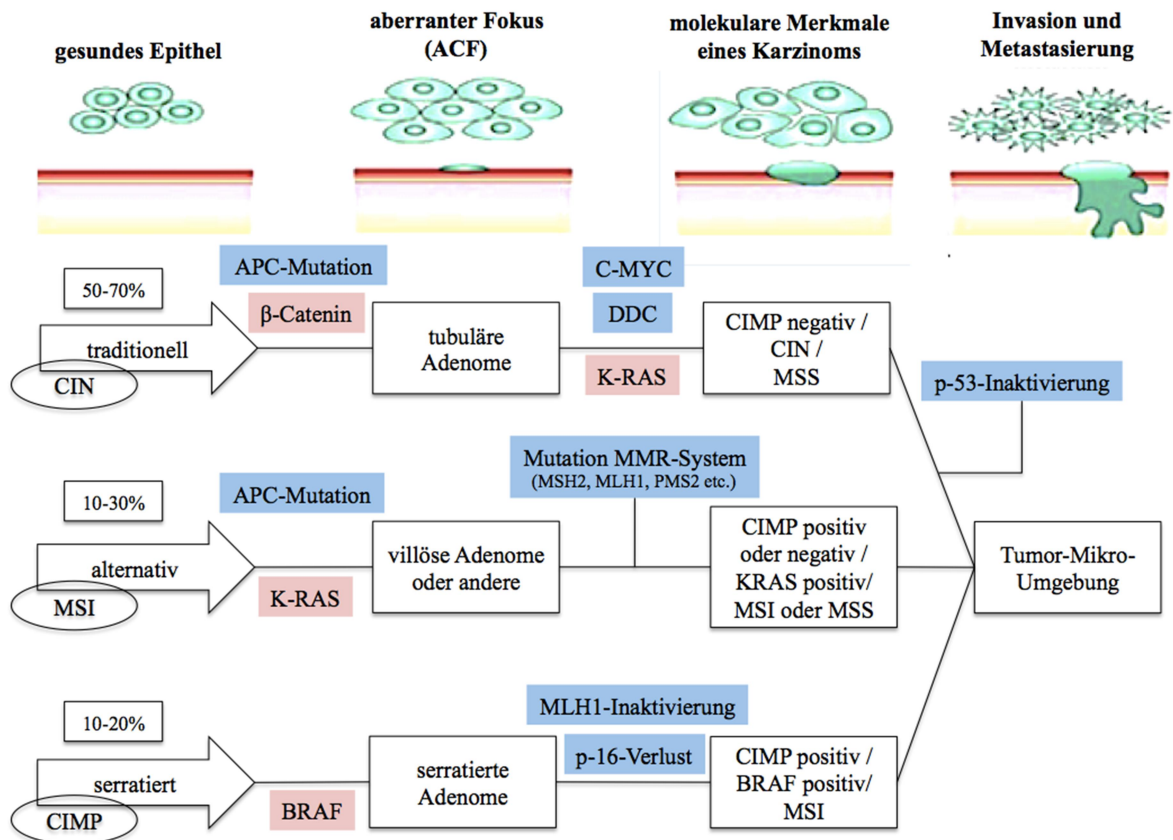 gesundes Epithel
aberranter Fokus
(ACF)
molekulare Merkmale
eines Karzinoms
Invasion und
Metastasierung
50-70%
traditionell
CIN
APC-Mutation
β-Catenin
tubuläre
Adenome
C-MYC
DDC
K-RAS
CIMP negativ /
CIN /
MSS
p-53-Inaktivierung
10-30%
alternativ
MSI
APC-Mutation
K-RAS
villöse Adenome
oder andere
Mutation MMR-System
(MSH2, MLH1, PMS2 etc.)
CIMP positiv
oder negativ /
KRAS positiv/
MSI oder MSS
Tumor-Mikro-
Umgebung
10-20%
serratiert
CIMP
BRAF
serratierte
Adenome
MLH1-Inaktivierung
p-16-Verlust
CIMP positiv /
BRAF positiv/
MSI